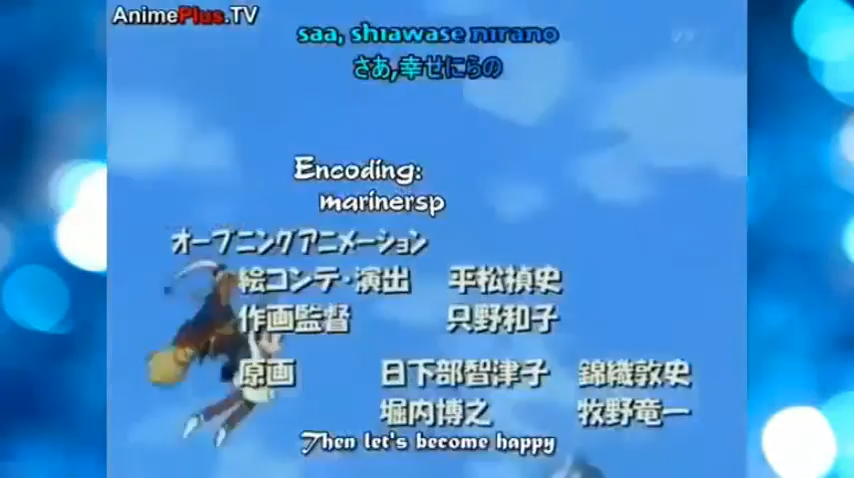 AnimePlus.TV
saa, shiawase nirano
さあ,幸せにらの
Encoding:
marinersp
オープニングアニメーション
絵コンテ・演出 平松禎史
作画監督 只野和子
原画 日下部智津子 錦織敦史
堀内博之 牧野竜一
Then let's become happy